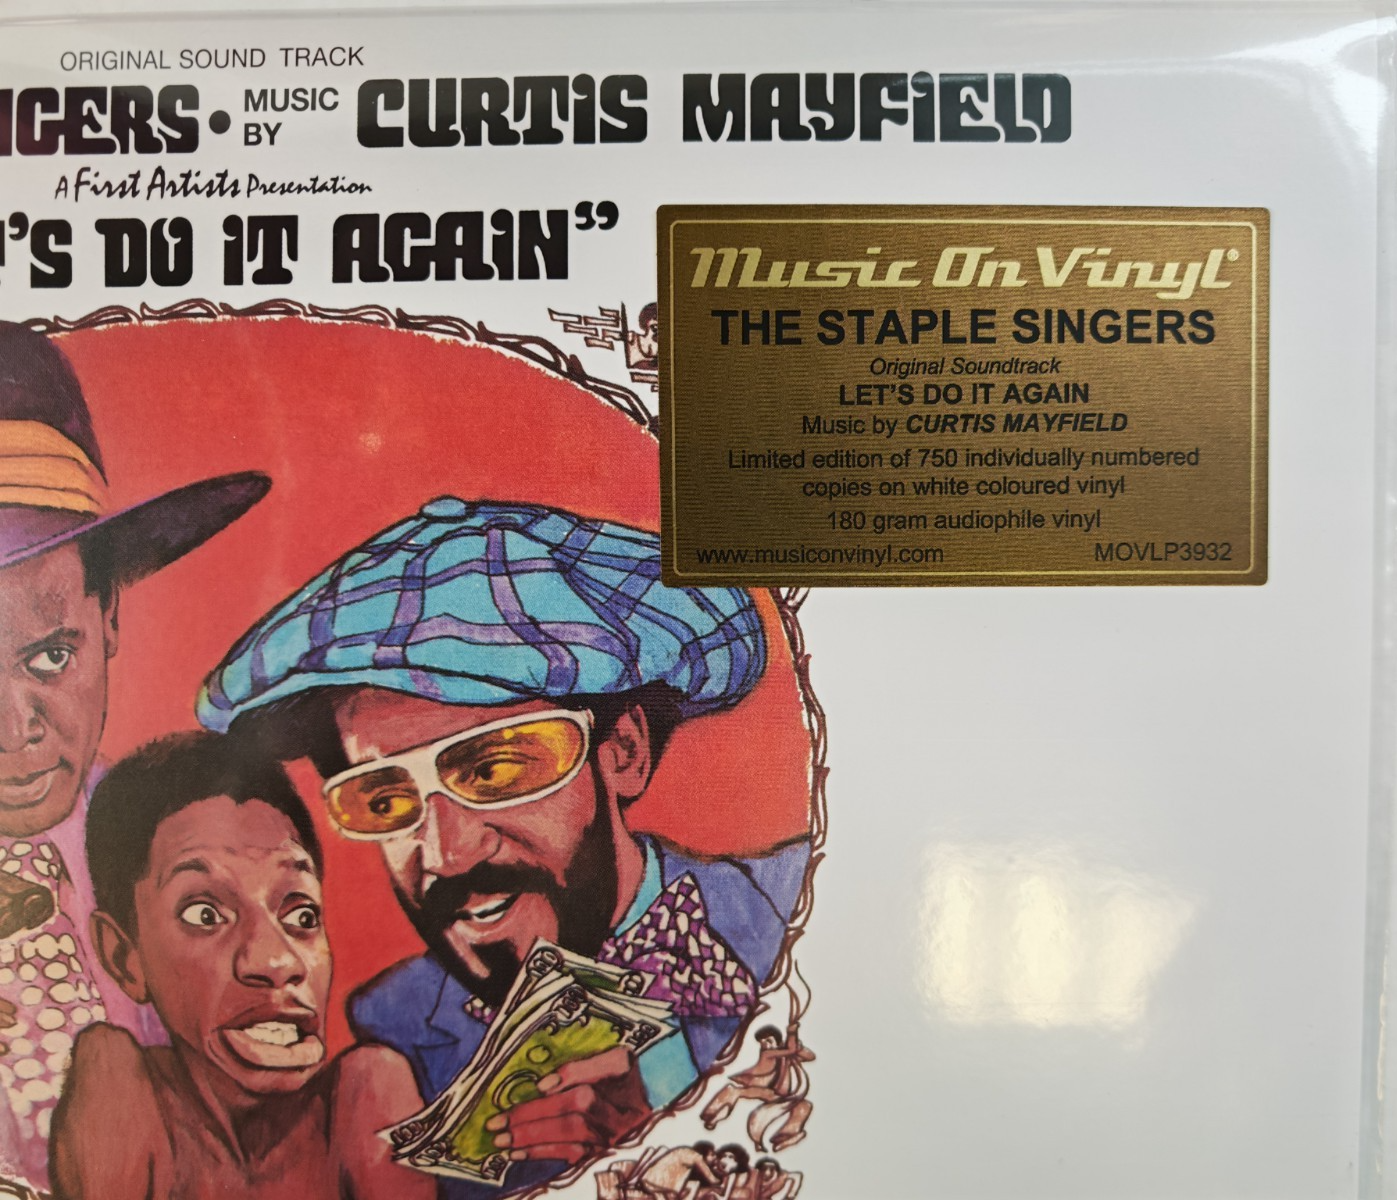 ORIGINAL SOUND TRACK
NGERS • MUSIC BY CURTIS MAYFIELD
A First Artists Presentation
'S DO IT AGAIN”
Music On Vinyl®
THE STAPLE SINGERS
Original Soundtrack
LET'S DO IT AGAIN
Music by CURTIS MAYFIELD
Limited edition of 750 individually numbered
copies on white coloured vinyl
180 gram audiophile vinyl
www.musiconvinyl.com MOVLP3932